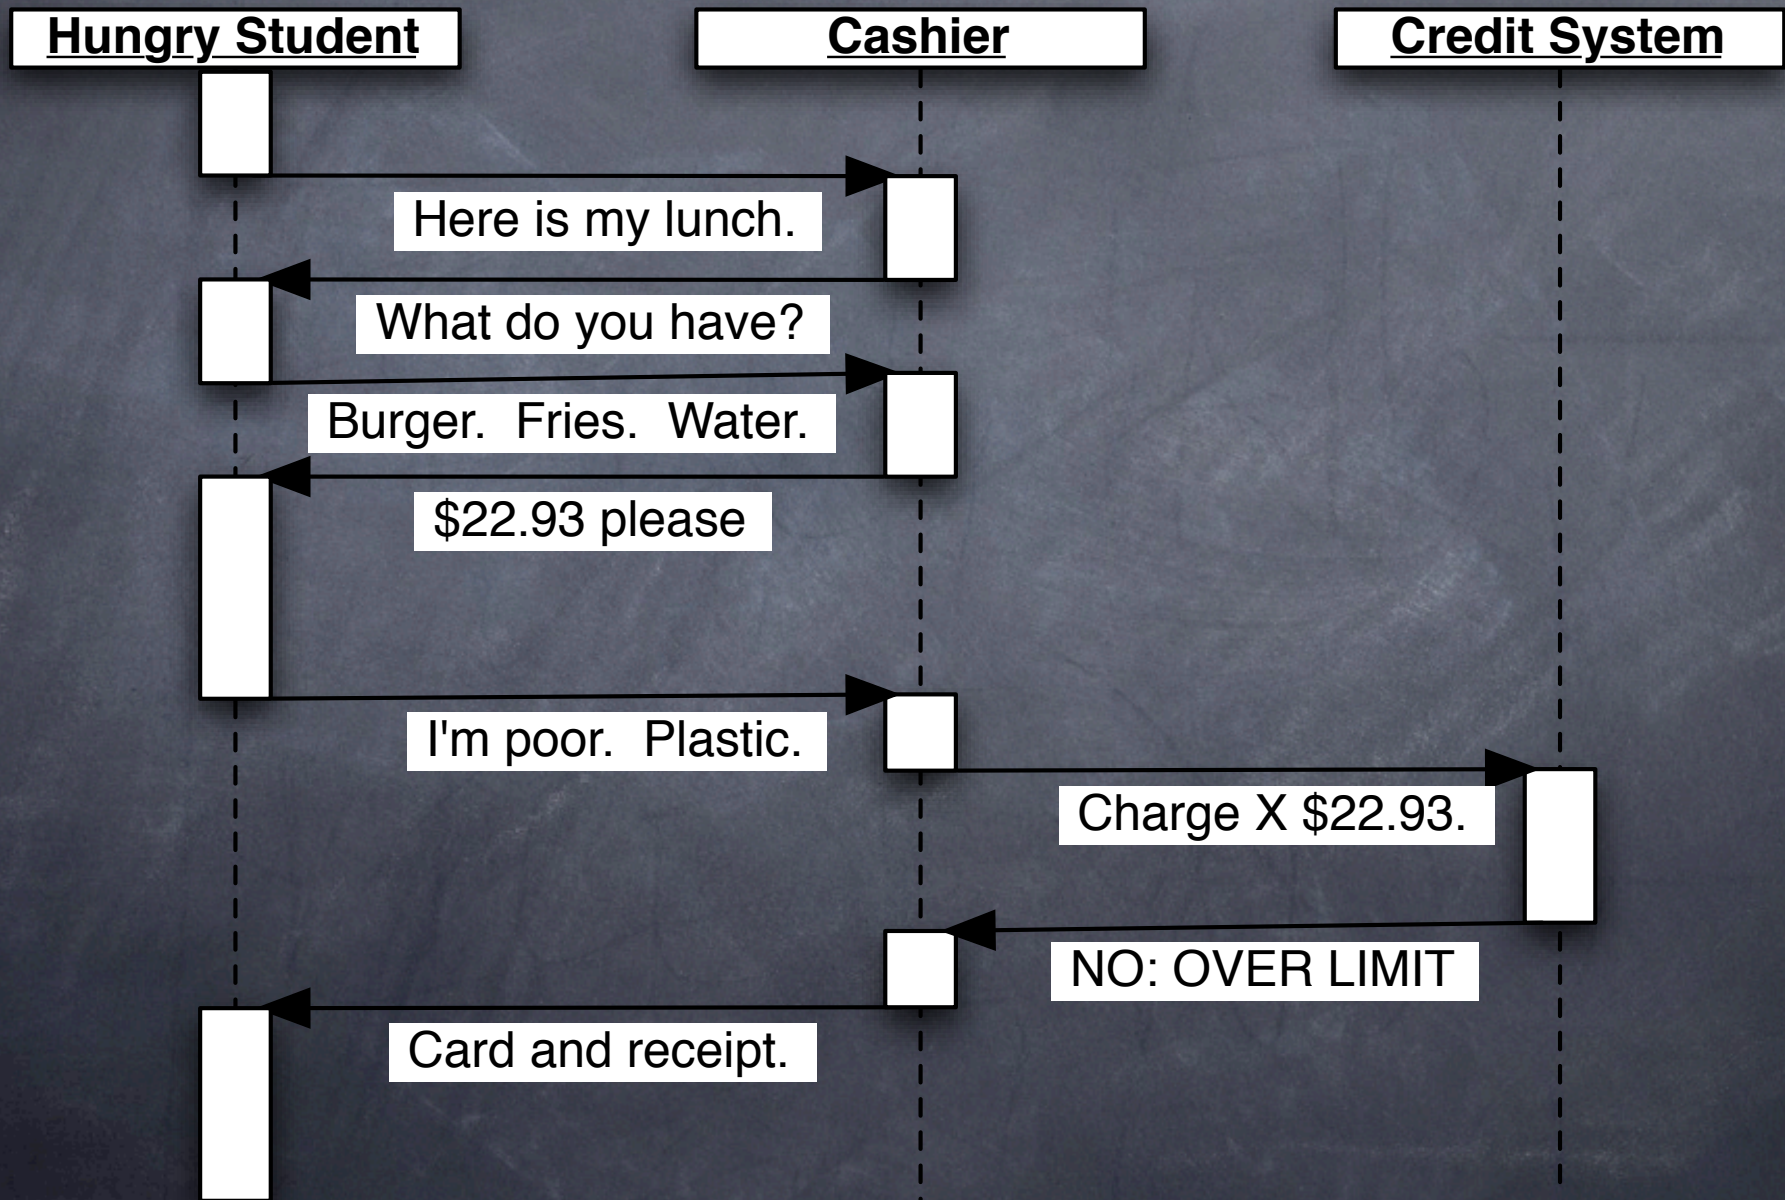 Hungry Student
Cashier
Credit System
Here is my lunch.
What do you have?
Burger.  Fries.  Water.
$22.93 please
I'm poor.  Plastic.
Charge X $22.93.
NO: OVER LIMIT
Card and receipt.